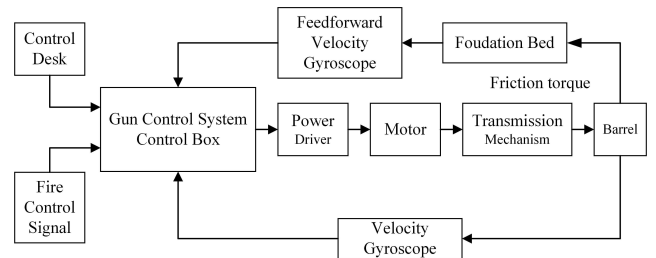 Control
Desk
Feedforward
Velocity
Gyroscope
Foudation Bed
Friction torque
Gun Control System
Control Box
Power
Driver
Motor
Transmission
Mechanism
Barrel
Fire
Control
Signal
Velocity
Gyroscope